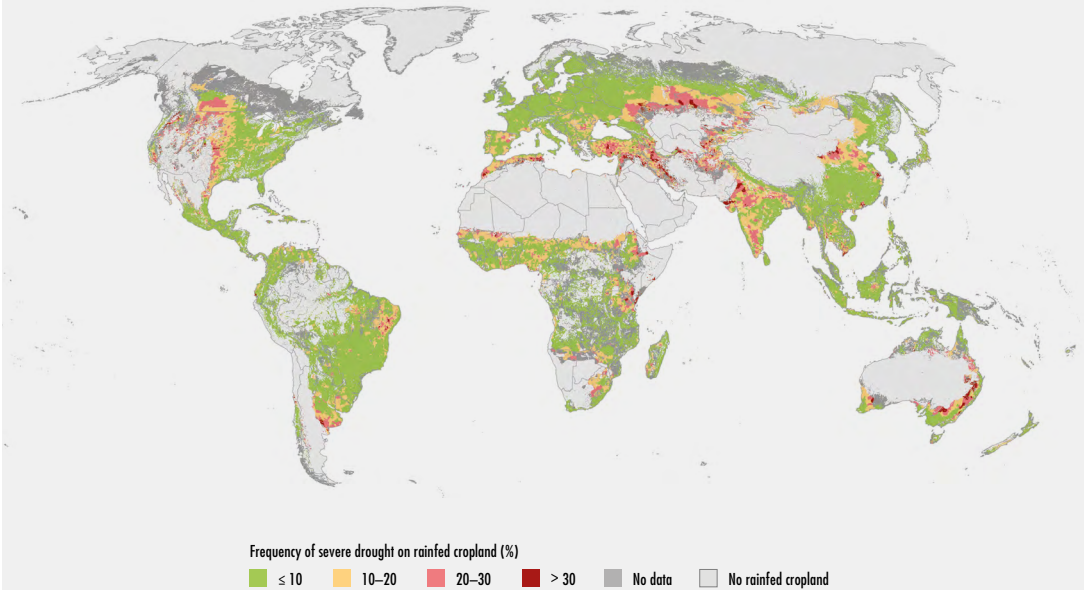 Frequency of severe drought on rainfed cropland (%)
≤ 10 10–20 20–30 > 30 No data No rainfed cropland